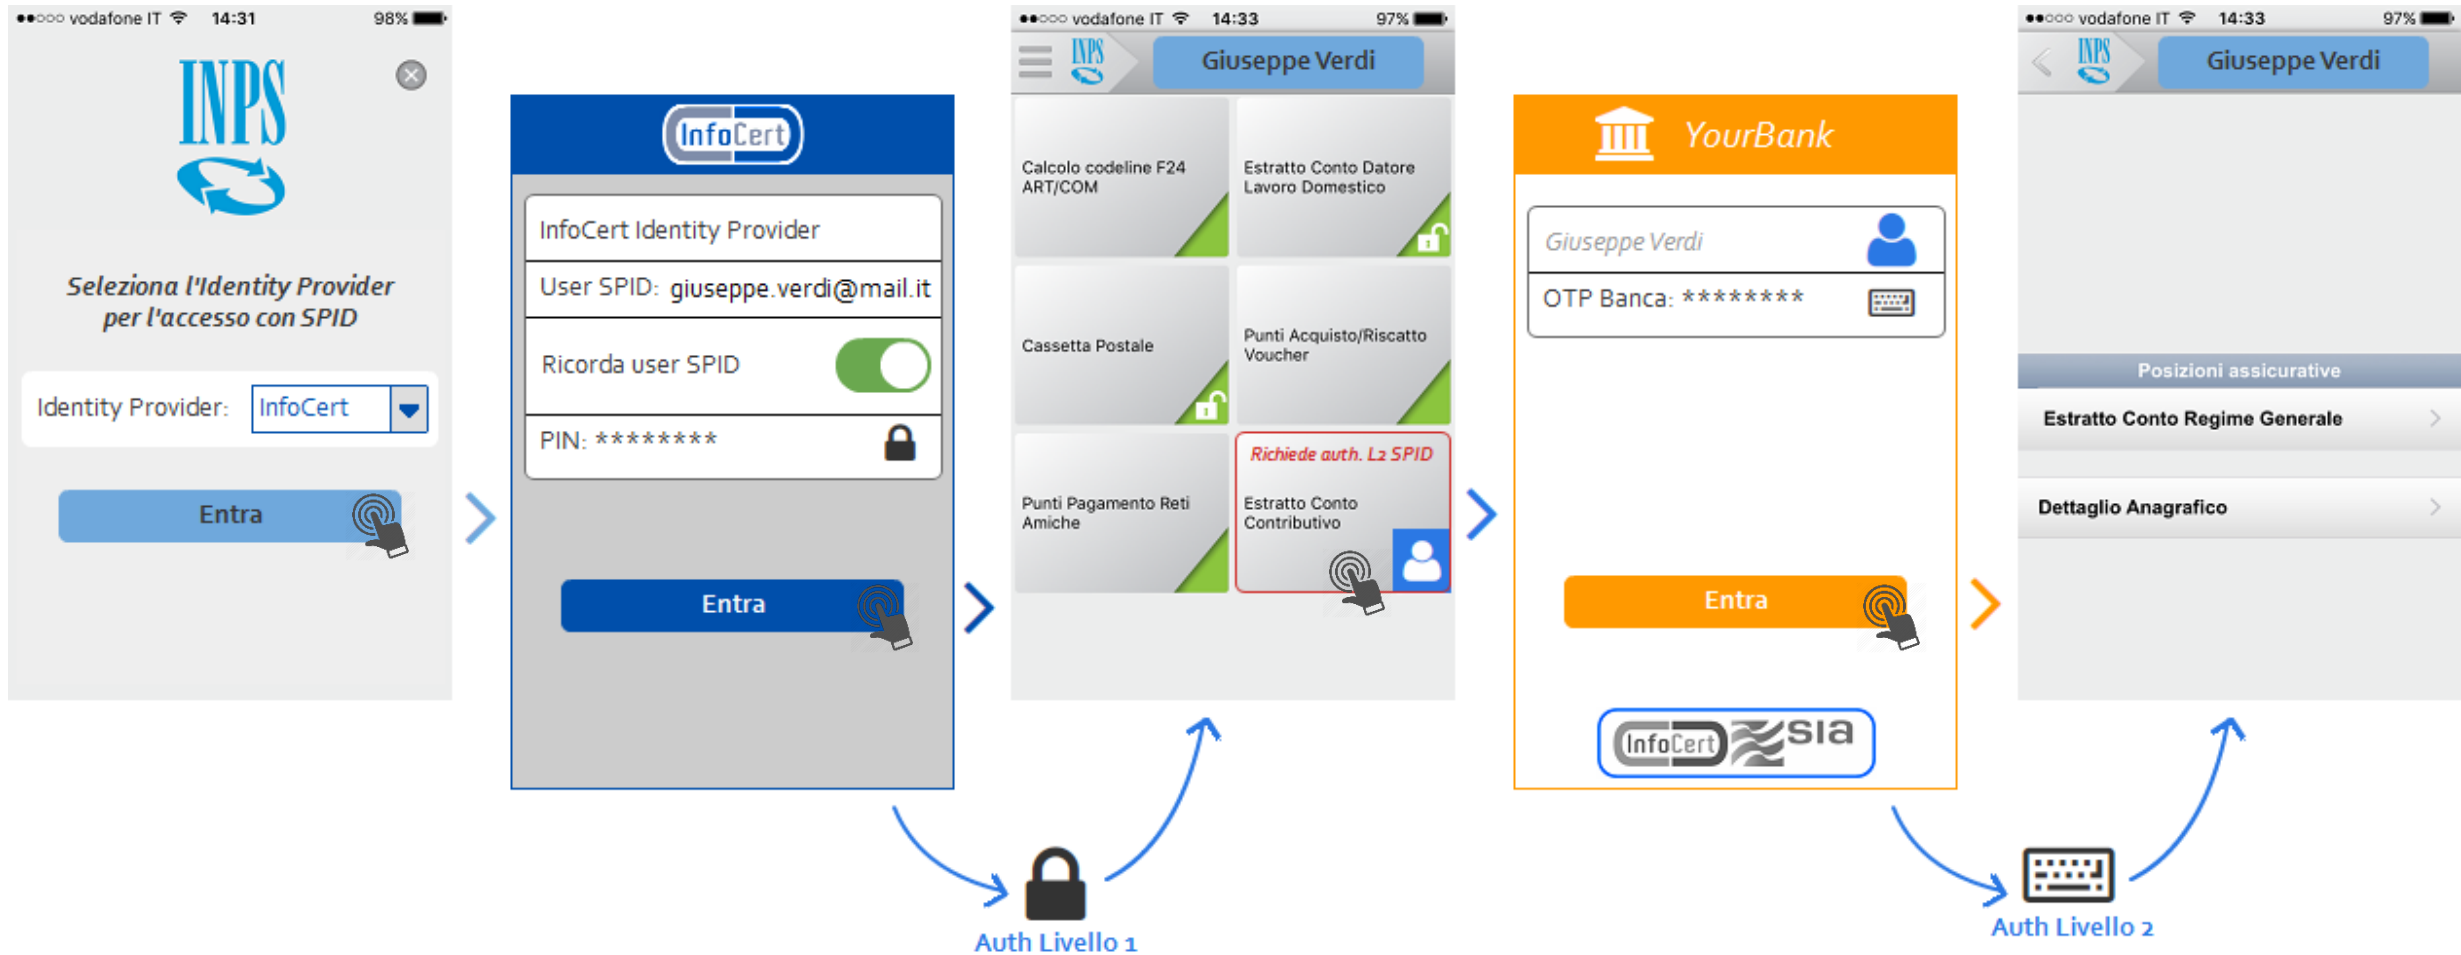 vodafone IT 14:31 98%
INPS
Seleziona l'Identity Provider
per l'accesso con SPID
Identity Provider: InfoCert
Entra
InfoCert
InfoCert Identity Provider
User SPID: giuseppe.verdi@mail.it
Ricorda user SPID
PIN: ********
Entra
Auth Livello 1
vodafone IT 14:33 97%
INPS
Giuseppe Verdi
Calcolo codeline F24
ART/COM
Estratto Conto Datore
Lavoro Domestico
Cassetta Postale
Punti Acquisto/Riscatto
Voucher
Punti Pagamento Reti
Amiche
Richiede auth. L2 SPID
Estratto Conto
Contributivo
YourBank
Giuseppe Verdi
OTP Banca: ********
Entra
InfoCert sia
Auth Livello 2
vodafone IT 14:33 97%
INPS
Giuseppe Verdi
Posizioni assicurative
Estratto Conto Regime Generale
Dettaglio Anagrafico